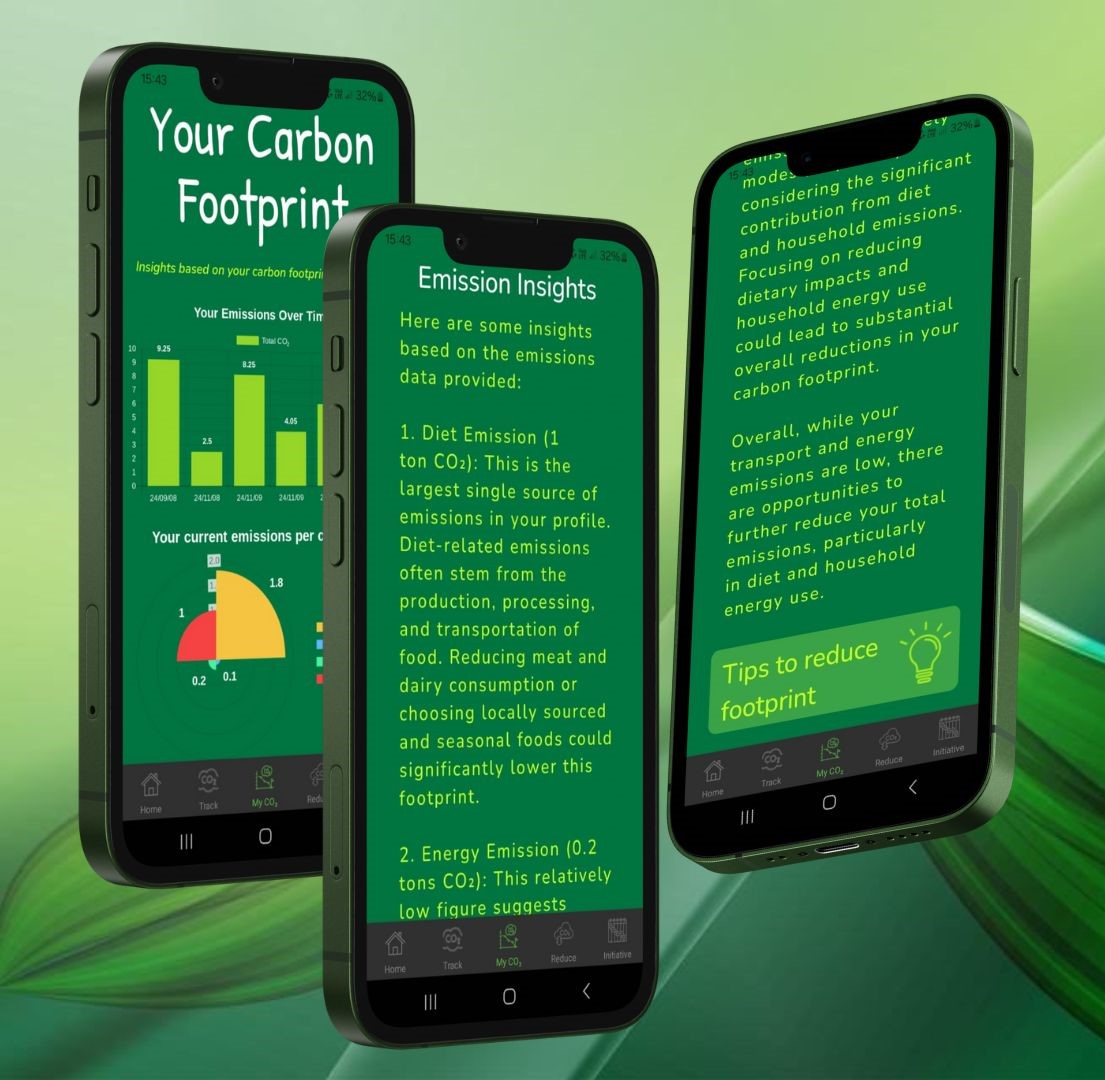 15:43
32%
Your Carbon
Footprint
Insights based on your carbon footpri
Your Emissions Over Tim
Total CO₂
10
9
8
7
6
5
4
3
2
1
0
9.25
2.5
8.25
4.05
24/09/08
24/11/08
24/11/09
24/11/09
2
Your current emissions per c
2.0
1.
1
1.8
1
0.2
0.1
Home
Track
My CO₂
Redu
15:43
32%
Emission Insights
Here are some insights
based on the emissions
data provided:
1. Diet Emission (1
ton CO₂): This is the
largest single source of
emissions in your profile.
Diet-related emissions
often stem from the
production, processing,
and transportation of
food. Reducing meat and
dairy consumption or
choosing locally sourced
and seasonal foods could
significantly lower this
footprint.
2. Energy Emission (0.2
tons CO₂): This relatively
low figure suggests
Home
Track
My CO₂
Reduce
Initiative
15:43
32%
ely
modes
considering the significant
contribution from diet
and household emissions.
Focusing on reducing
dietary impacts and
household energy use
could lead to substantial
overall reductions in your
carbon footprint.
Overall, while your
transport and energy
emissions are low, there
are opportunities to
further reduce your total
emissions, particularly
in diet and household
energy use.
Tips to reduce
footprint
Home
Track
My CO₂
Reduce
Initiative